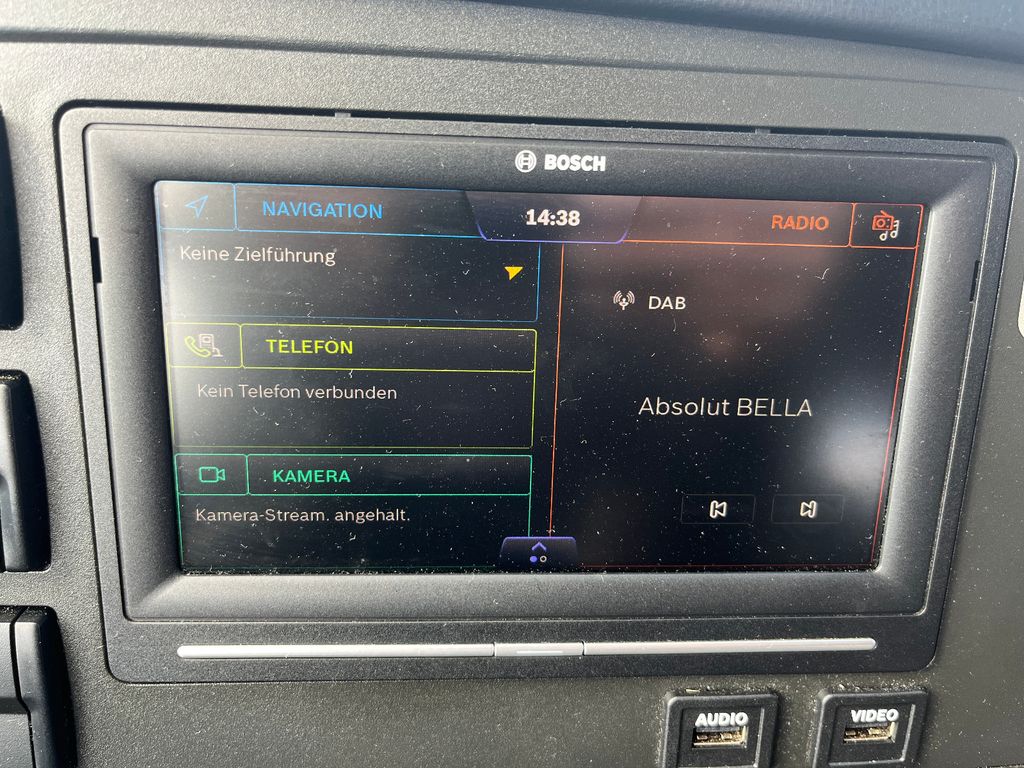 BOSCH
NAVIGATION
14:38
RADIO
Keine Zielführung
DAB
TELEFON
Kein Telefon verbunden
Absolut BELLA
KAMERA
Kamera-Stream. angehalt.
AUDIO
VIDEO